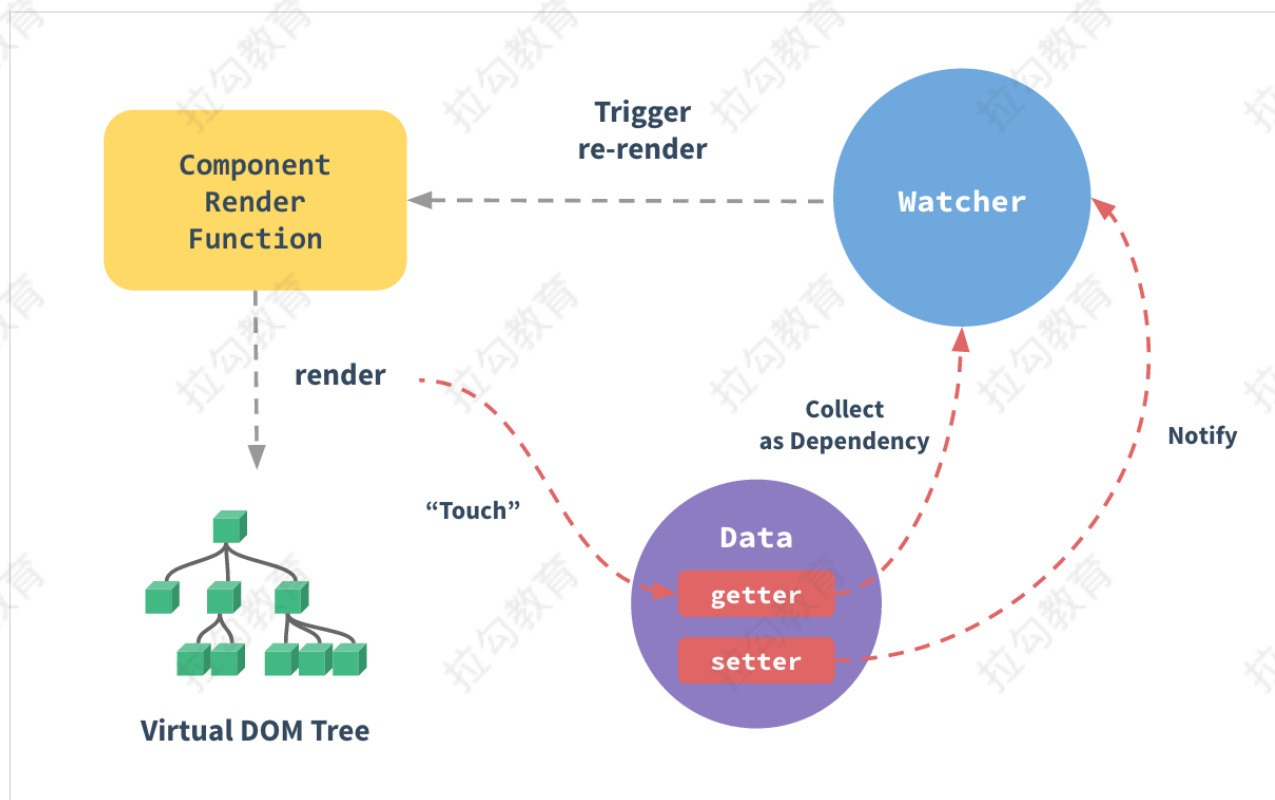 Trigger
re-render
Component
Render
Function
Watcher
render
Collect
as Dependency
Notify
“Touch”
Data
getter
setter
Virtual DOM Tree
拉勾教育